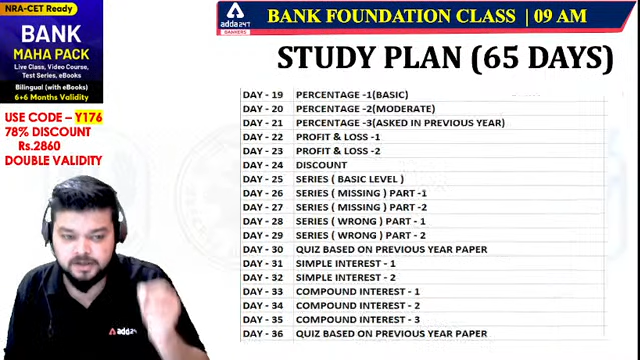 NRA-CET Ready
BANK
MAHA PACK
Live Class, Video Course,
Test Series, eBooks
Bilingual (with eBooks)
6+6 Months Validity
USE CODE – Y176
78% DISCOUNT
Rs.2860
DOUBLE VALIDITY
adda247
adda247
BANK FOUNDATION CLASS | 09 AM
STUDY PLAN (65 DAYS)
DAY - 19 PERCENTAGE -1(BASIC)
DAY - 20 PERCENTAGE -2(MODERATE)
DAY - 21 PERCENTAGE -3(ASKED IN PREVIOUS YEAR)
DAY - 22 PROFIT & LOSS -1
DAY - 23 PROFIT & LOSS -2
DAY - 24 DISCOUNT
DAY - 25 SERIES ( BASIC LEVEL )
DAY - 26 SERIES ( MISSING ) PART -1
DAY - 27 SERIES ( MISSING ) PART -2
DAY - 28 SERIES ( WRONG ) PART - 1
DAY - 29 SERIES ( WRONG ) PART - 2
DAY - 30 QUIZ BASED ON PREVIOUS YEAR PAPER
DAY - 31 SIMPLE INTEREST - 1
DAY - 32 SIMPLE INTEREST - 2
DAY - 33 COMPOUND INTEREST - 1
DAY - 34 COMPOUND INTEREST - 2
DAY - 35 COMPOUND INTEREST - 3
DAY - 36 QUIZ BASED ON PREVIOUS YEAR PAPER